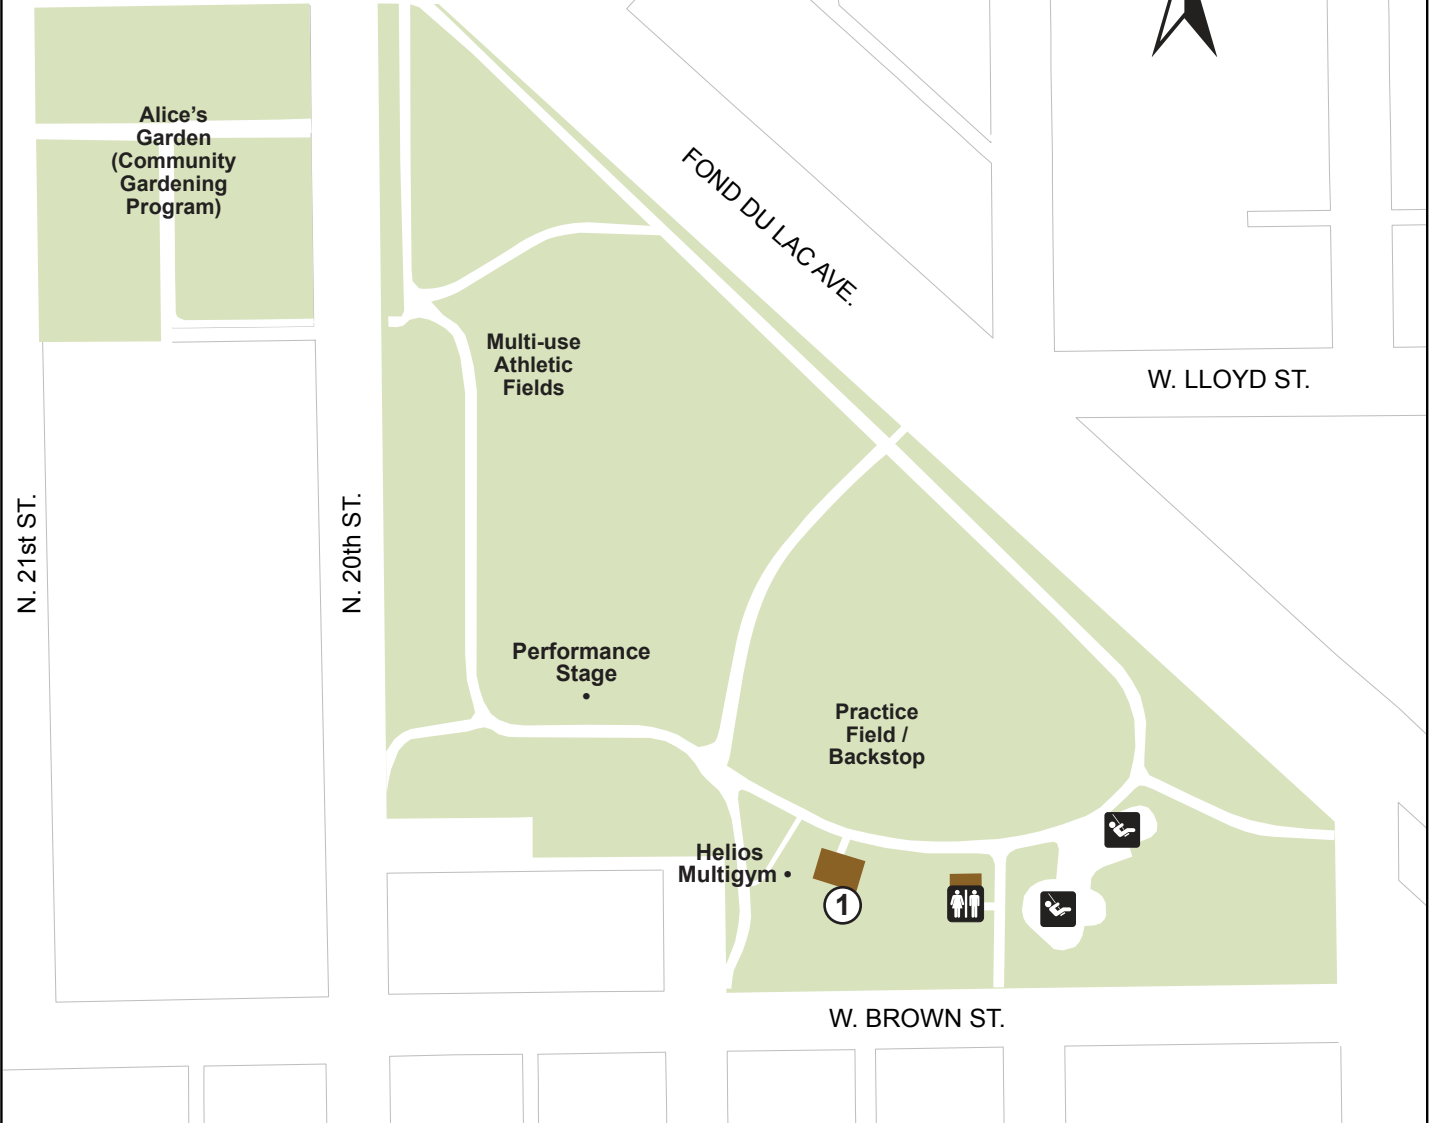 Alice’s
Garden
(Community
Gardening
Program)
FOND DU LAC AVE.
Multi-use
Athletic
Fields
W. LLOYD ST.
N. 21st ST.
N. 20th ST.
Performance
Stage
Practice
Field /
Backstop
Helios
Multigym
1
W. BROWN ST.